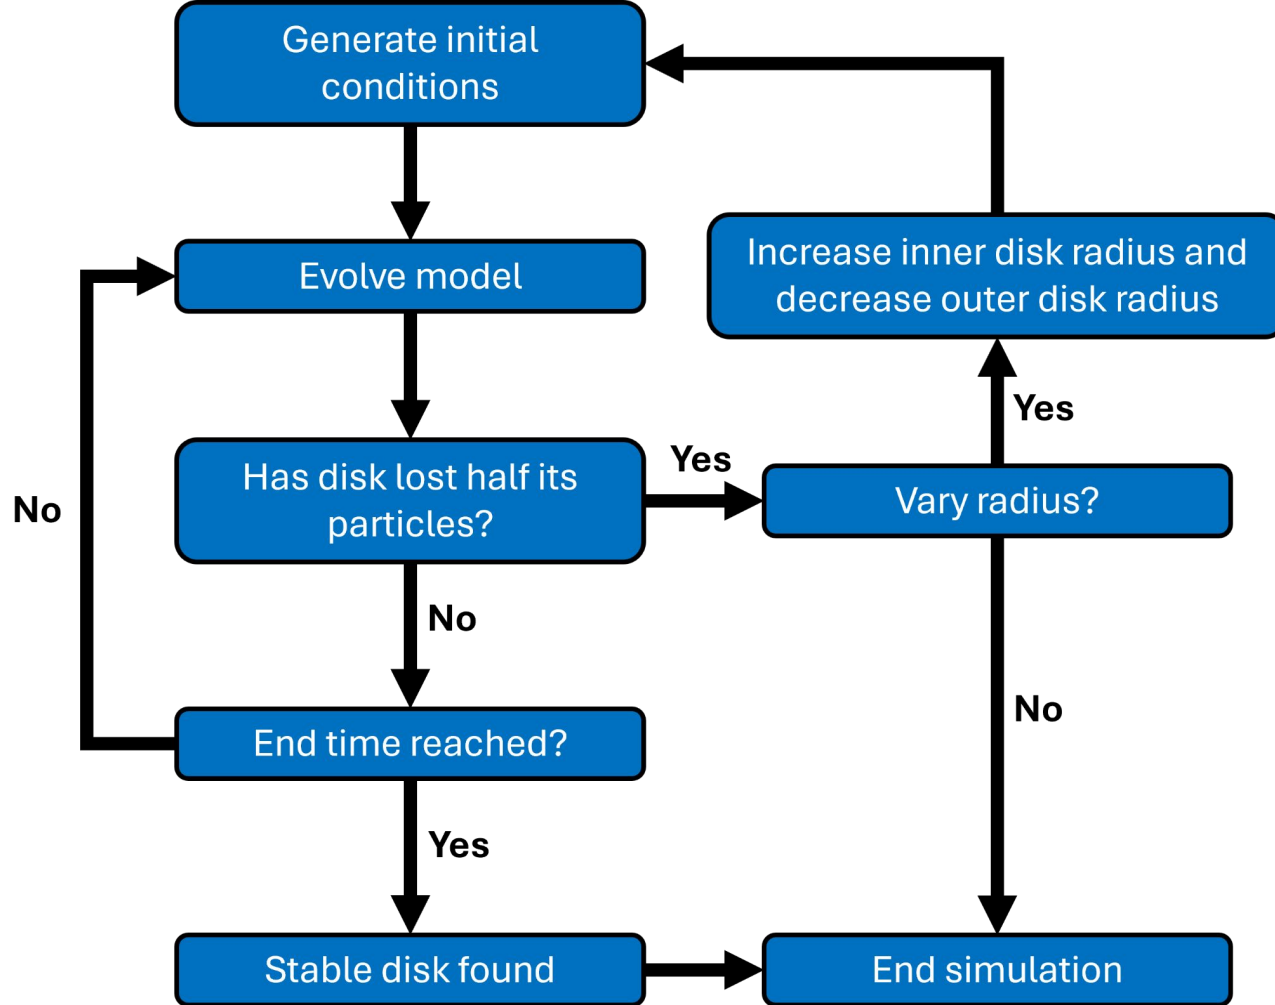 Generate initial
conditions
Evolve model
Increase inner disk radius and
decrease outer disk radius
Yes
Has disk lost half its
particles?
Yes
Vary radius?
No
No
No
End time reached?
Yes
Stable disk found
End simulation